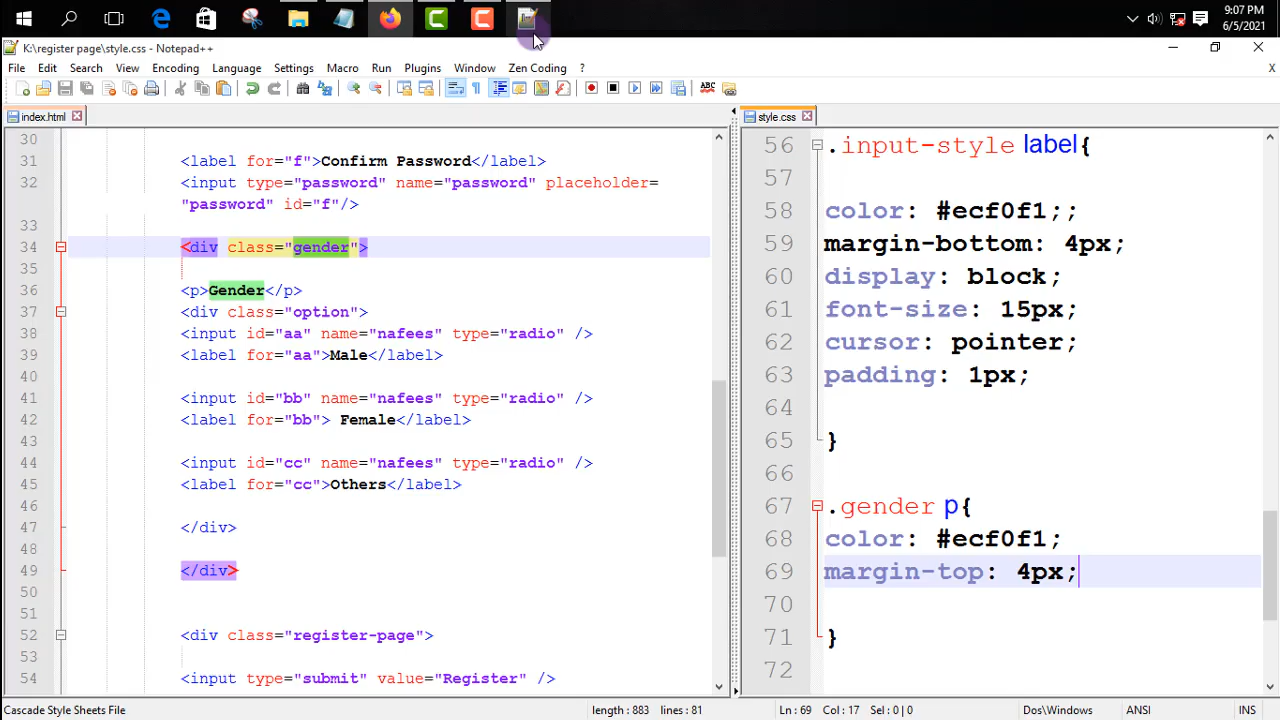 9:07 PM
6/5/2021
K:\register page\style.css - Notepad++
File Edit Search View Encoding Language Settings Macro Run Plugins Window Zen Coding ? X
index.html
style.css
30
31 <label for="f">Confirm Password</label>
32 <input type="password" name="password" placeholder=
"password" id="f"/>
33
34 <div class="gender">
35
36 <p>Gender</p>
37 <div class="option">
38 <input id="aa" name="nafees" type="radio" />
39 <label for="aa">Male</label>
40
41 <input id="bb" name="nafees" type="radio" />
42 <label for="bb"> Female</label>
43
44 <input id="cc" name="nafees" type="radio" />
45 <label for="cc">Others</label>
46
47 </div>
48
49 </div>
50
51
52 <div class="register-page">
53
54 <input type="submit" value="Register" />
56 .input-style label{
57
58 color: #ecf0f1;;
59 margin-bottom: 4px;
60 display: block;
61 font-size: 15px;
62 cursor: pointer;
63 padding: 1px;
64
65 }
66
67 .gender p{
68 color: #ecf0f1;
69 margin-top: 4px;
70
71 }
72
Cascade Style Sheets File length : 883 lines : 81 Ln : 69 Col : 17 Sel : 0 | 0 Dos\Windows ANSI INS